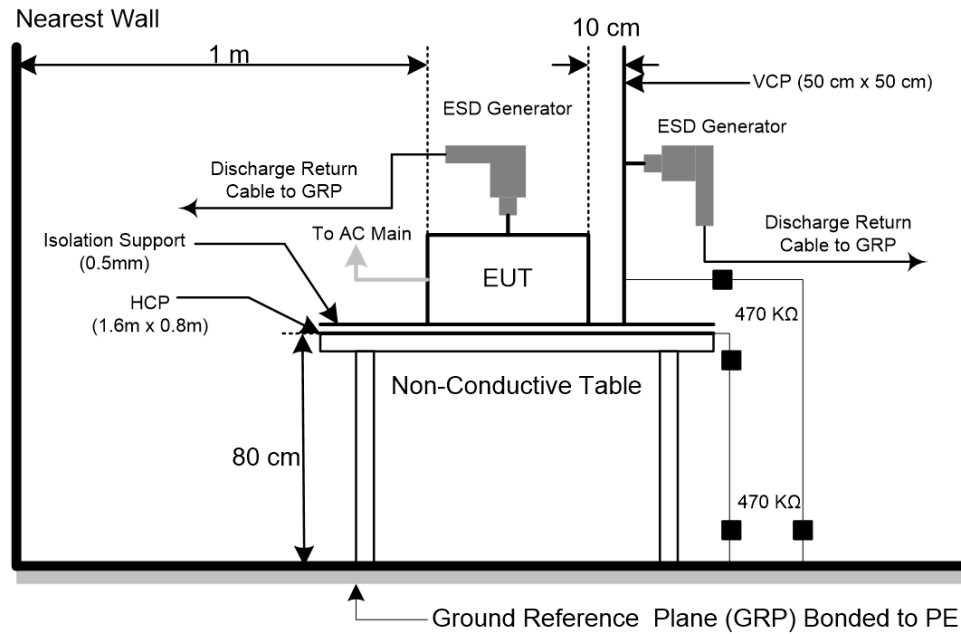 Nearest Wall
10 cm
1 m
VCP (50 cm x 50 cm)
ESD Generator
ESD Generator
Discharge Return
Cable to GRP
Isolation Support
(0.5mm)
To AC Main
Discharge Return
Cable to GRP
EUT
HCP
(1.6m x 0.8m)
470 KΩ
Non-Conductive Table
80 cm
470 KΩ
Ground Reference Plane (GRP) Bonded to PE